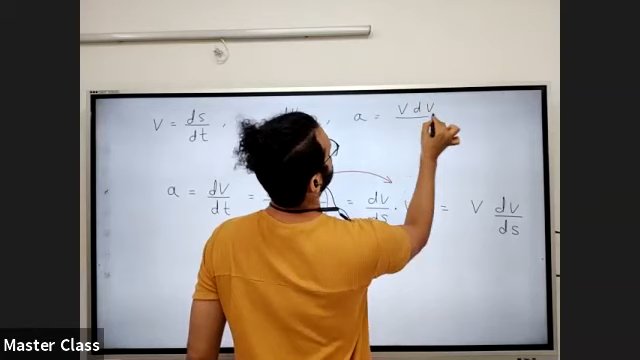 V = ds/dt , , a = V dV
a = dV/dt = = dv/ds · = V dv/ds
Master Class